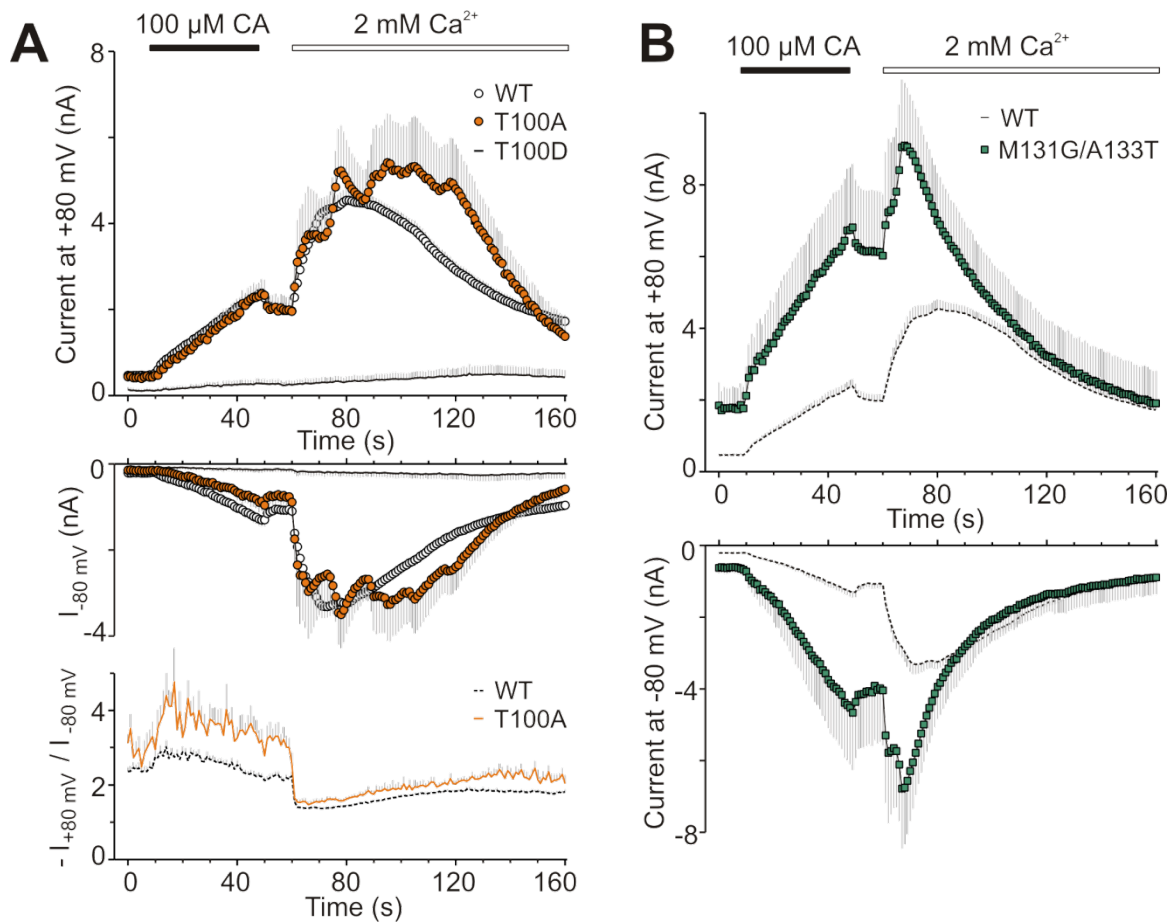 A
100 µM CA
2 mM Ca²⁺
8
4
2
0
Current at +80 mV (nA)
WT
T100A
T100D
0 40 80 120 160
Time (s)
0
-4
I-80 mV (nA)
4
2
0
- I+80 mV / I-80 mV
WT
T100A
0 40 80 120 160
Time (s)
B
100 µM CA
2 mM Ca²⁺
8
4
2
0
Current at +80 mV (nA)
WT
M131G/A133T
0 40 80 120 160
Time (s)
0
-4
-8
Current at -80 mV (nA)